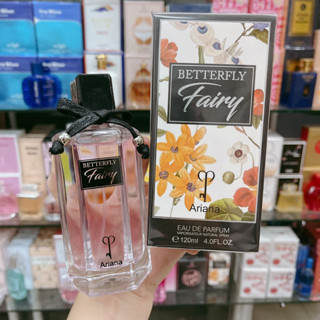 BETTERFLY
Fairy
Ariana
BETTERFLY
Fairy
Ariana
EAU DE PARFUM
VAPORISATEUR NATURAL SPRAY
℮ 120ml 4.0FL.OZ.